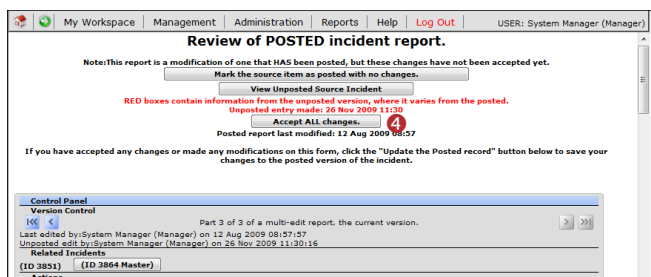 My Workspace | Management | Administration | Reports | Help | Log Out | USER: System Manager (Manager)
Review of POSTED incident report.
Note:This report is a modification of one that HAS been posted, but these changes have not been accepted yet.
Mark the source item as posted with no changes.
View Unposted Source Incident
RED boxes contain information from the unposted version, where it varies from the posted.
Unposted entry made: 26 Nov 2009 11:30
Accept ALL changes. 4
Posted report last modified: 12 Aug 2009 08:57
If you have accepted any changes or made any modifications on this form, click the "Update the Posted record" button below to save your
changes to the posted version of the incident.
Control Panel
Version Control
Part 3 of 3 of a multi-edit report, the current version.
Last edited by:System Manager (Manager) on 12 Aug 2009 08:57:57
Unposted edit by:System Manager (Manager) on 26 Nov 2009 11:30:16
Related Incidents
(ID 3851) (ID 3864 Master)
Actions